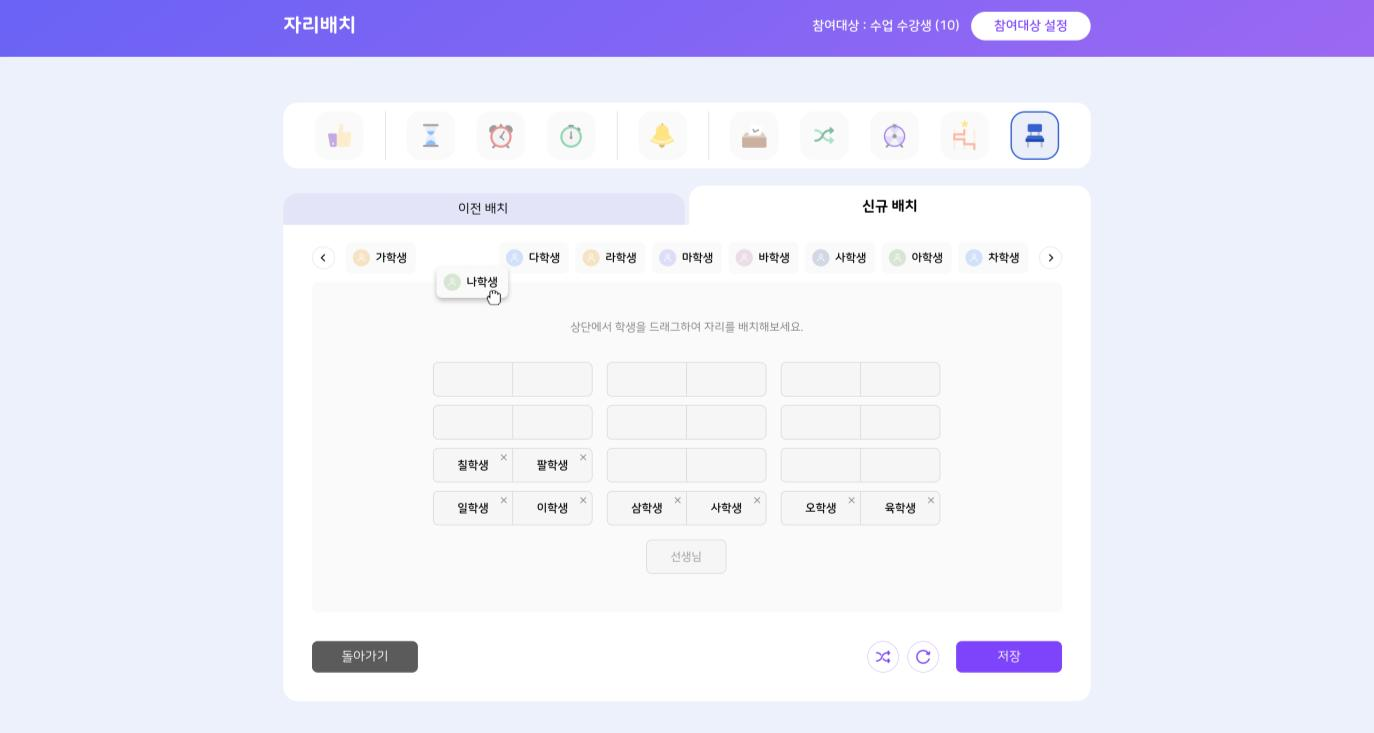 자리배치
참여대상 : 수업 수강생 (10)
참여대상 설정
이전 배치
신규 배치
가학생
나학생
다학생
라학생
마학생
바학생
사학생
아학생
차학생
상단에서 학생을 드래그하여 자리를 배치해보세요.
칠학생
팔학생
일학생
이학생
삼학생
사학생
오학생
육학생
선생님
돌아가기
저장